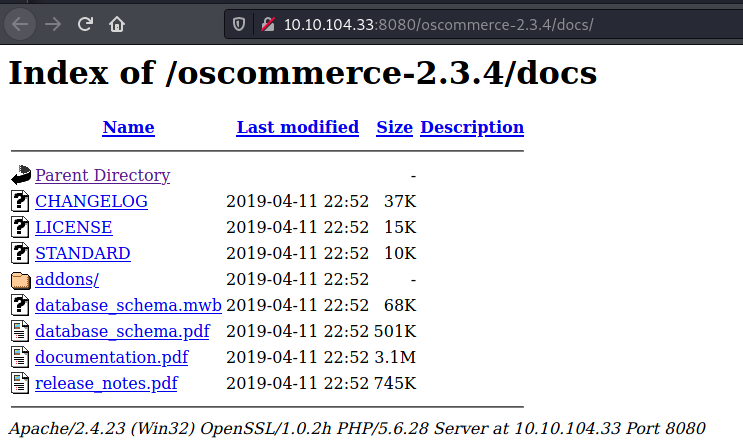 10.10.104.33:8080/oscommerce-2.3.4/docs/
Index of /oscommerce-2.3.4/docs
Name Last modified Size Description
Parent Directory -
CHANGELOG 2019-04-11 22:52 37K
LICENSE 2019-04-11 22:52 15K
STANDARD 2019-04-11 22:52 10K
addons/ 2019-04-11 22:52 -
database_schema.mwb 2019-04-11 22:52 68K
database_schema.pdf 2019-04-11 22:52 501K
documentation.pdf 2019-04-11 22:52 3.1M
release_notes.pdf 2019-04-11 22:52 745K
Apache/2.4.23 (Win32) OpenSSL/1.0.2h PHP/5.6.28 Server at 10.10.104.33 Port 8080